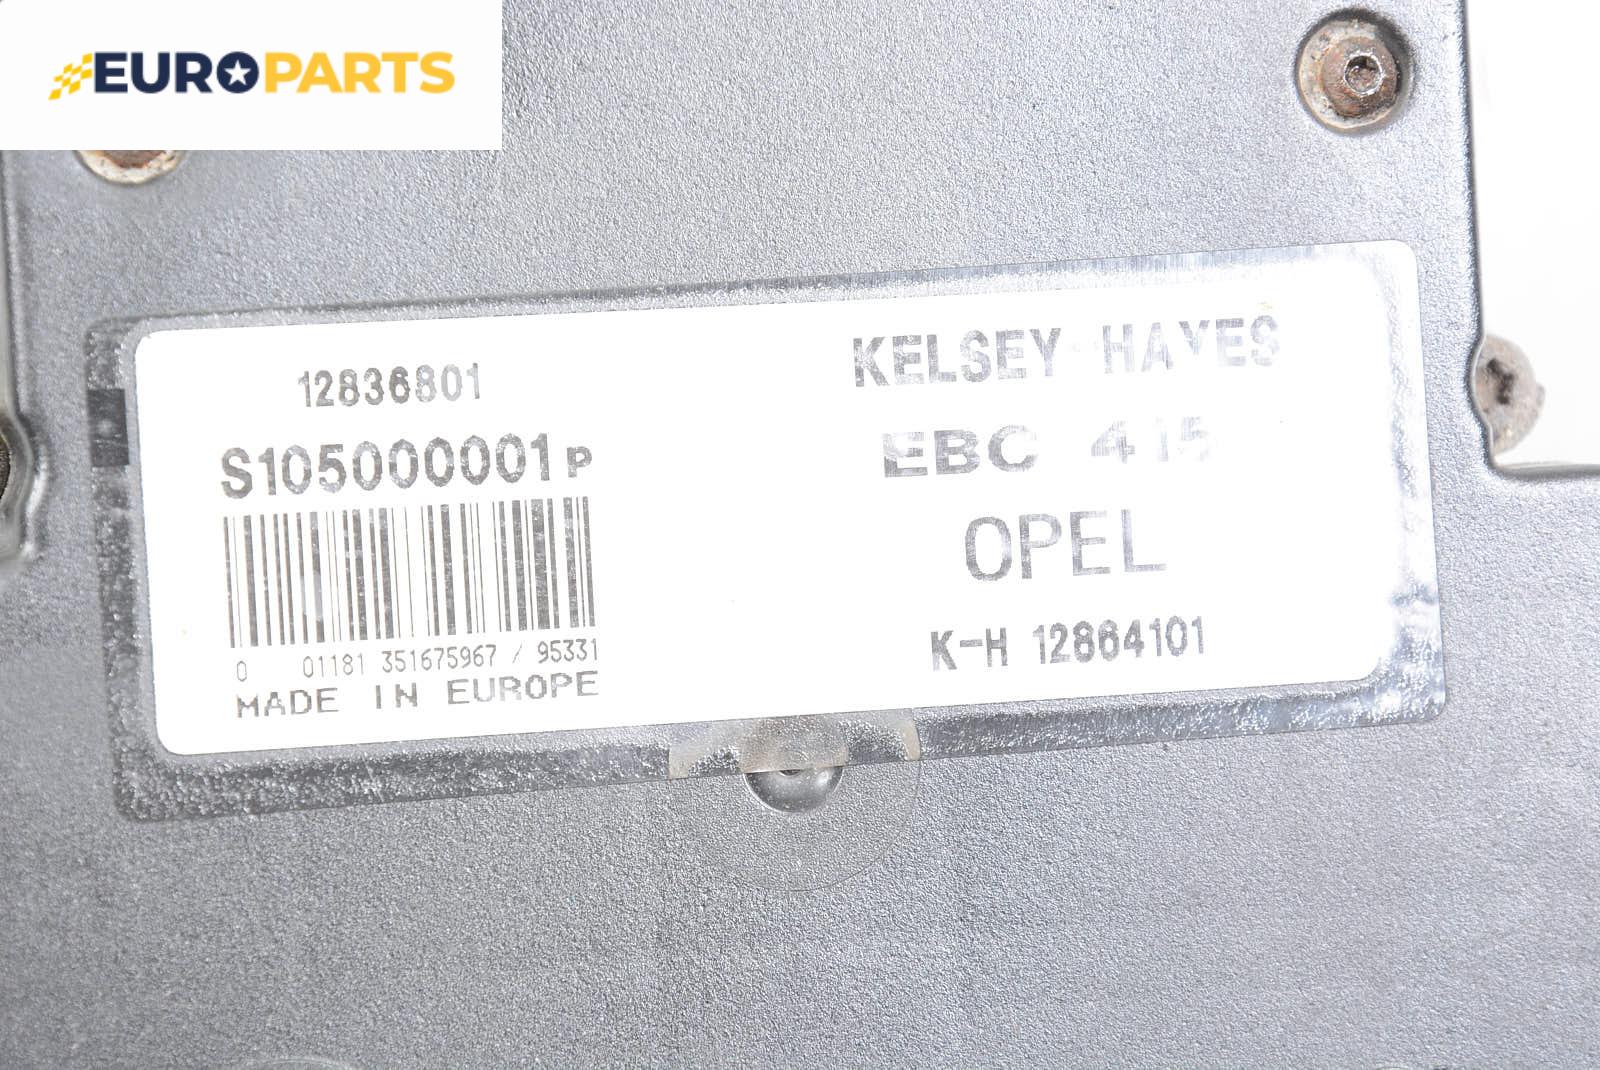 EUROPARTS
12836801
S105000001P
0 01181 351675967 / 95331
MADE IN EUROPE
KELSEY HAYES
EBC 415
OPEL
K-H 12864101